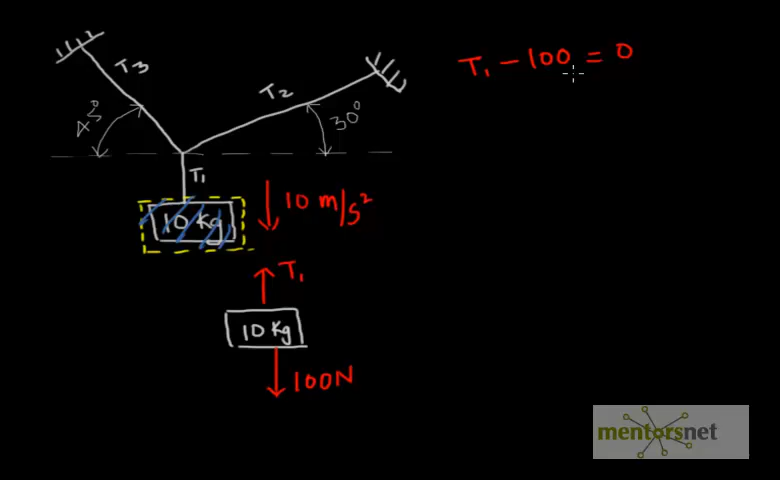 T₁ - 100 = 0
T3
T2
45°
30°
T₁
10 Kg
10 m/s²
T₁
10 Kg
100N
mentorsnet